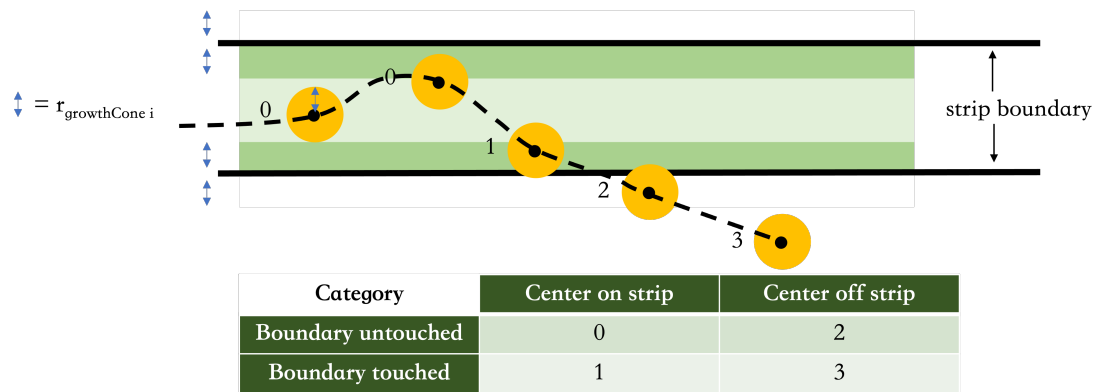 0
0
= rgrowthCone i
strip boundary
1
2
3
Category Center on strip Center off strip
Boundary untouched 0 2
Boundary touched 1 3